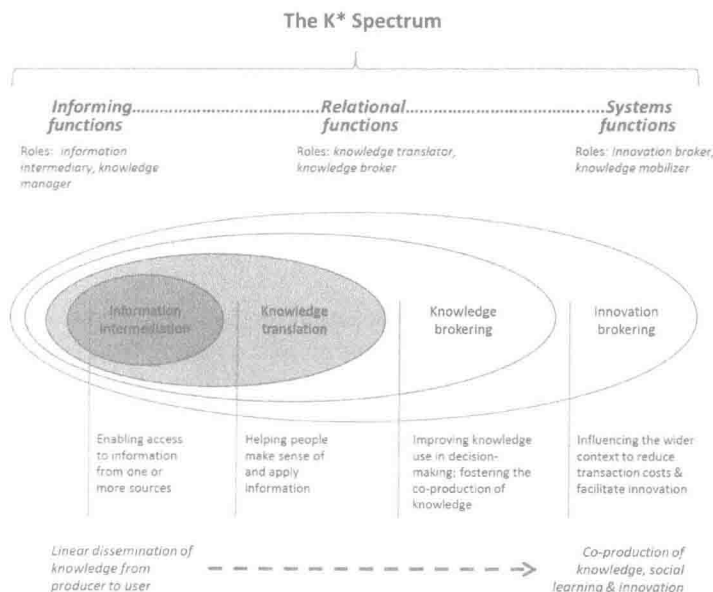 The K* Spectrum
Informing..............................Relational......................................Systems
functions
functions
functions
Roles: information
intermediary, knowledge
manager
Roles: knowledge translator,
knowledge broker
Roles: Innovation broker,
knowledge mobilizer
Information
intermediation
Knowledge
translation
Knowledge
brokering
Innovation
brokering
Enabling access
to information
from one or
more sources
Helping people
make sense of
and apply
information
Improving knowledge
use in decision-
making; fostering the
co-production of
knowledge
Influencing the wider
context to reduce
transaction costs &
facilitate innovation
Linear dissemination of
knowledge from
producer to user
Co-production of
knowledge, social
learning & innovation